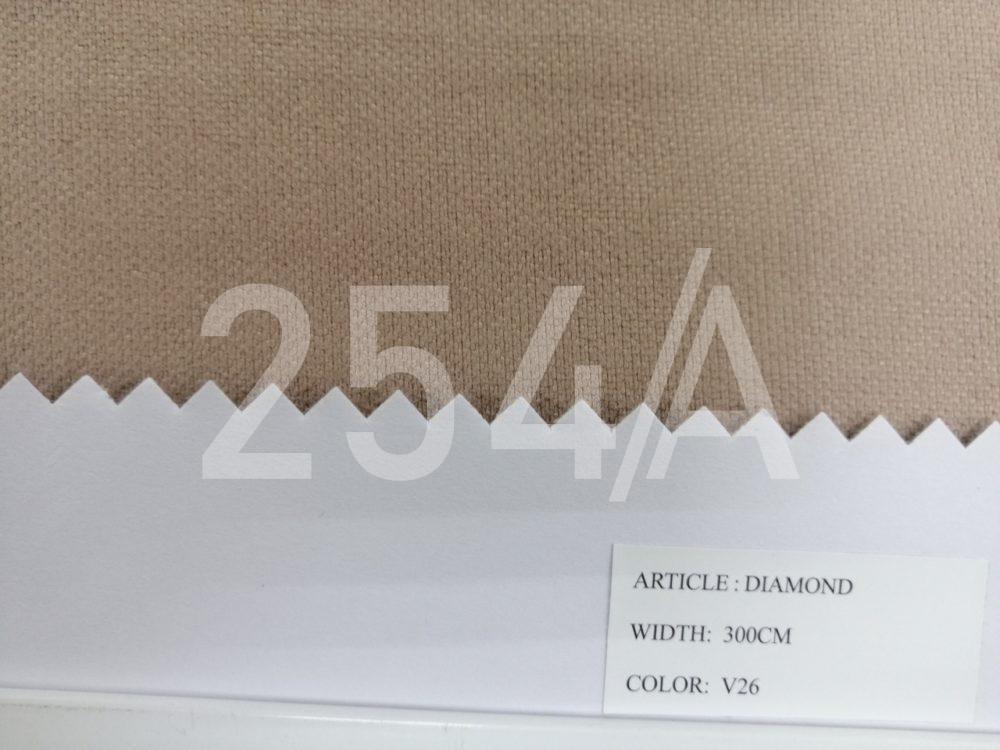 254//A
ARTICLE : DIAMOND
WIDTH: 300CM
COLOR: V26